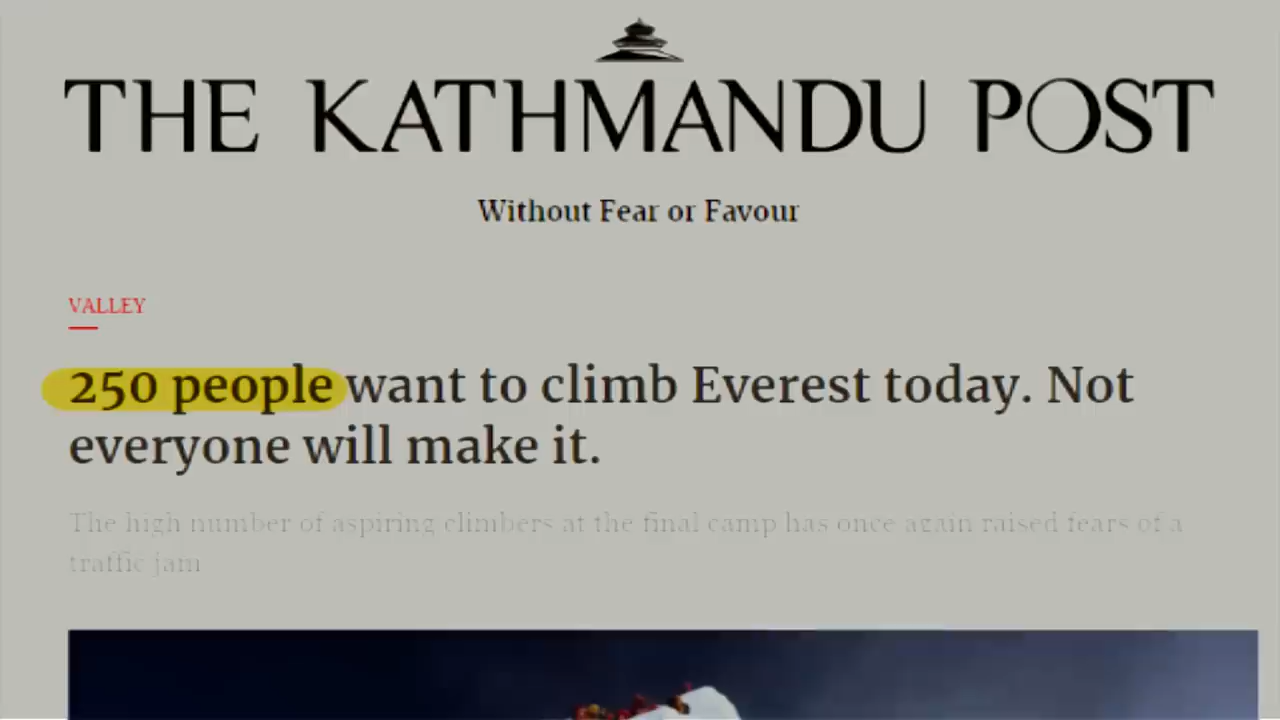 THE KATHMANDU POST
Without Fear or Favour
VALLEY
250 people want to climb Everest today. Not
everyone will make it.
The high number of aspiring climbers at the final camp has once again raised fears of a
traffic jam